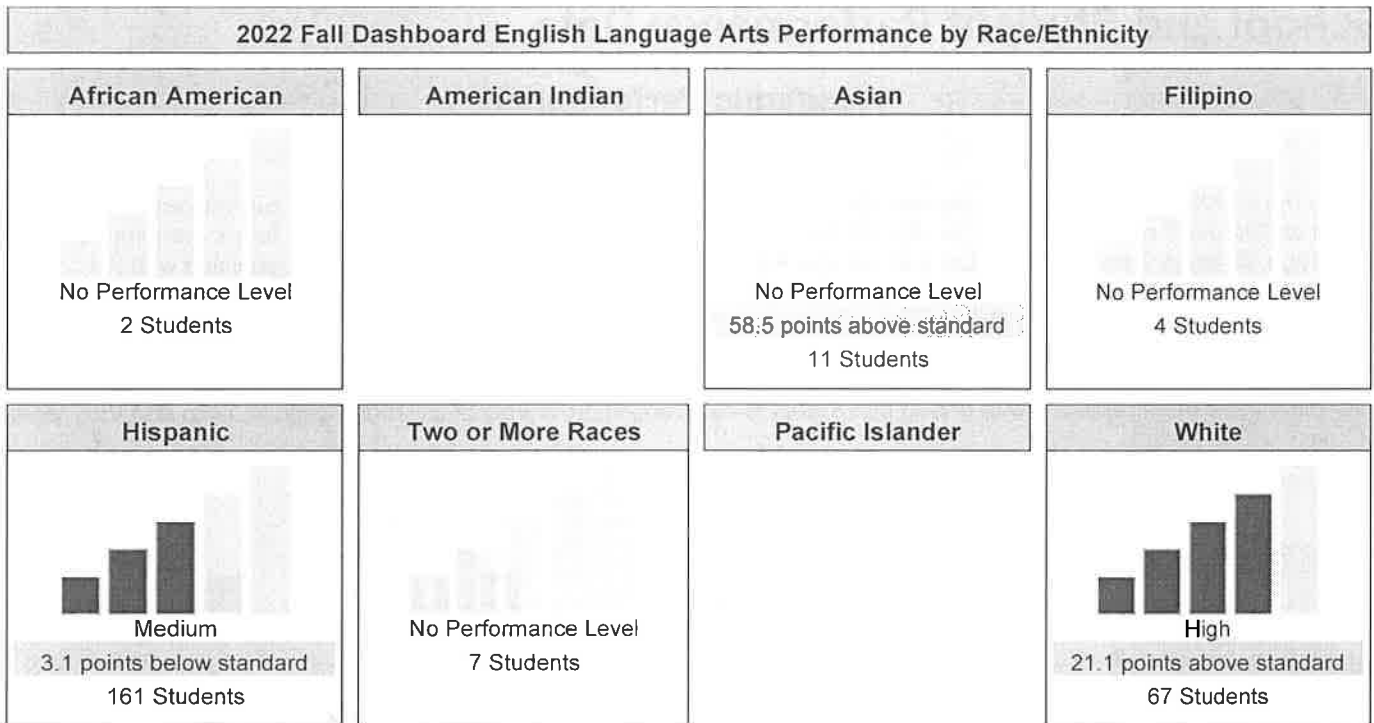 2022 Fall Dashboard English Language Arts Performance by Race/Ethnicity
African American
American Indian
Asian
Filipino
No Performance Level
2 Students
No Performance Level
58.5 points above standard
11 Students
No Performance Level
4 Students
Hispanic
Two or More Races
Pacific Islander
White
Medium
3.1 points below standard
161 Students
No Performance Level
7 Students
High
21.1 points above standard
67 Students